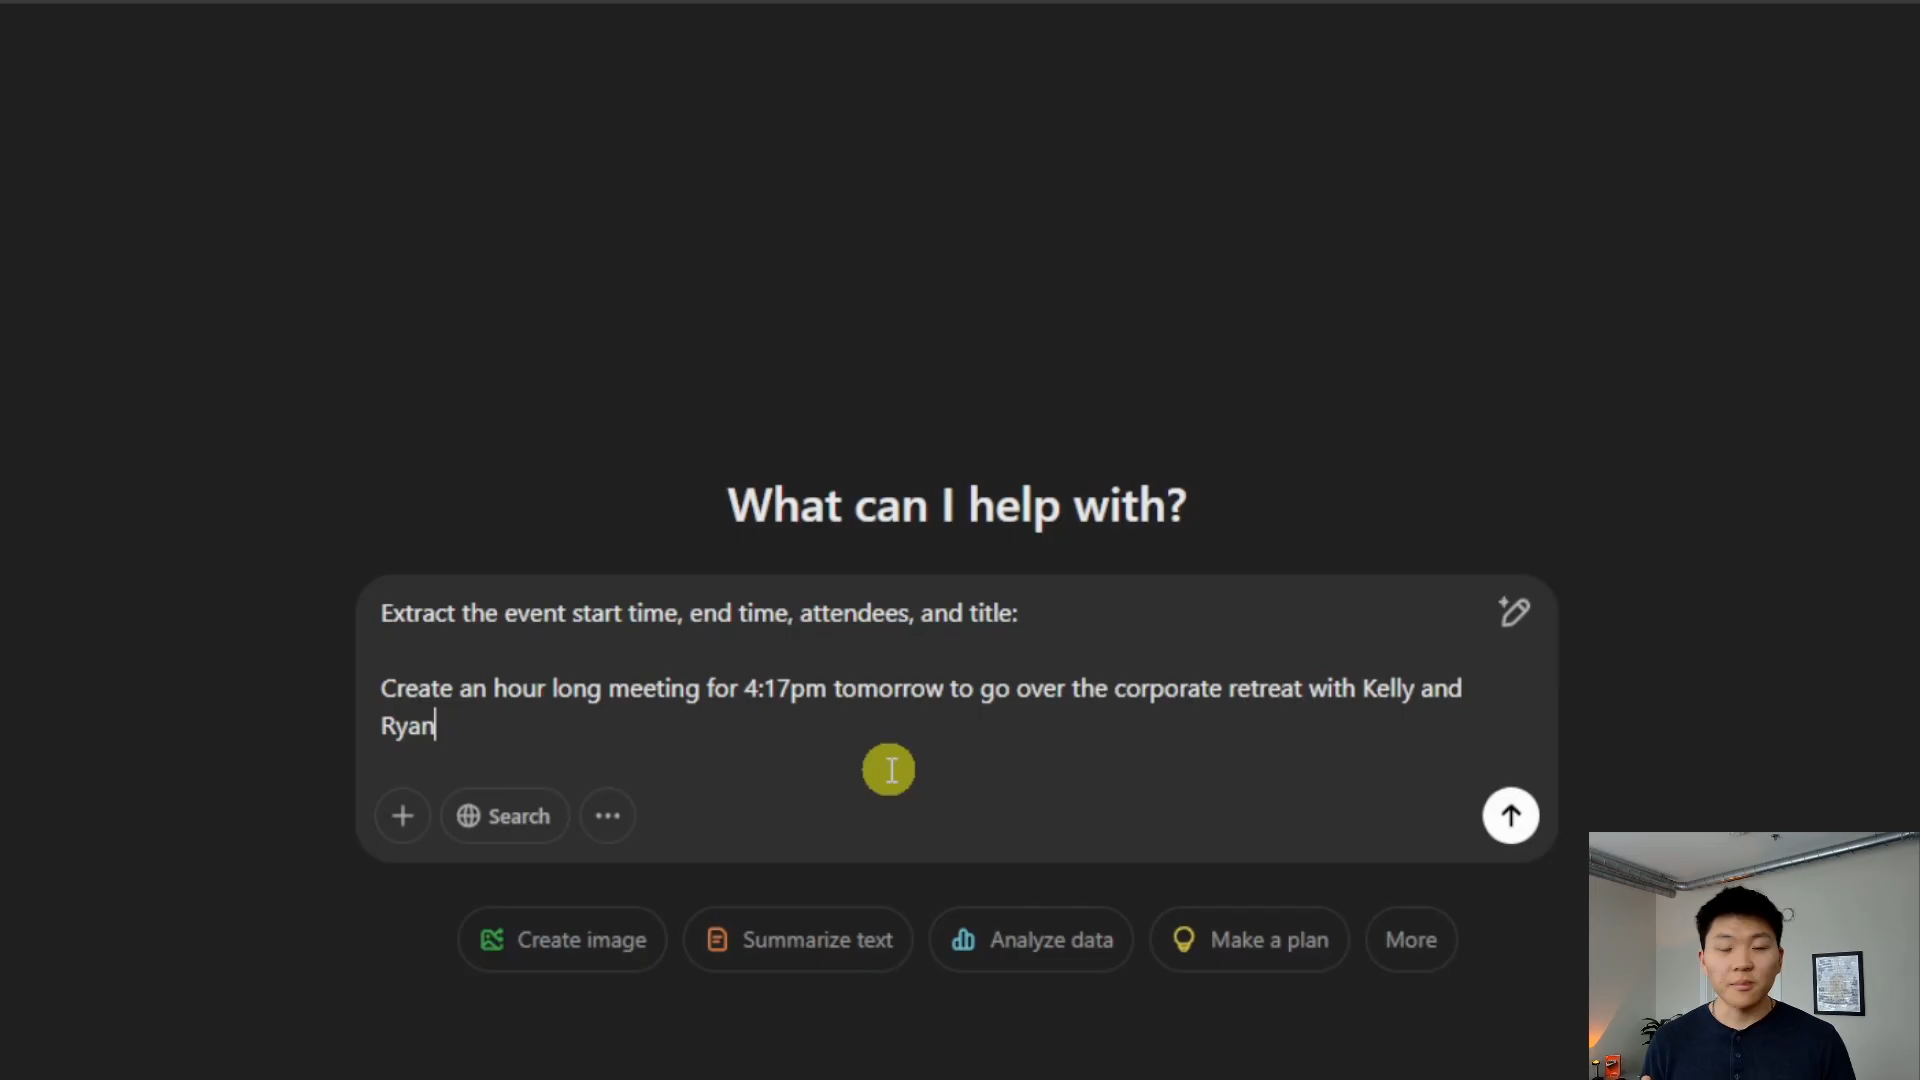 What can I help with?
Extract the event start time, end time, attendees, and title:
Create an hour long meeting for 4:17pm tomorrow to go over the corporate retreat with Kelly and
Ryan
Search
Create image
Summarize text
Analyze data
Make a plan
More